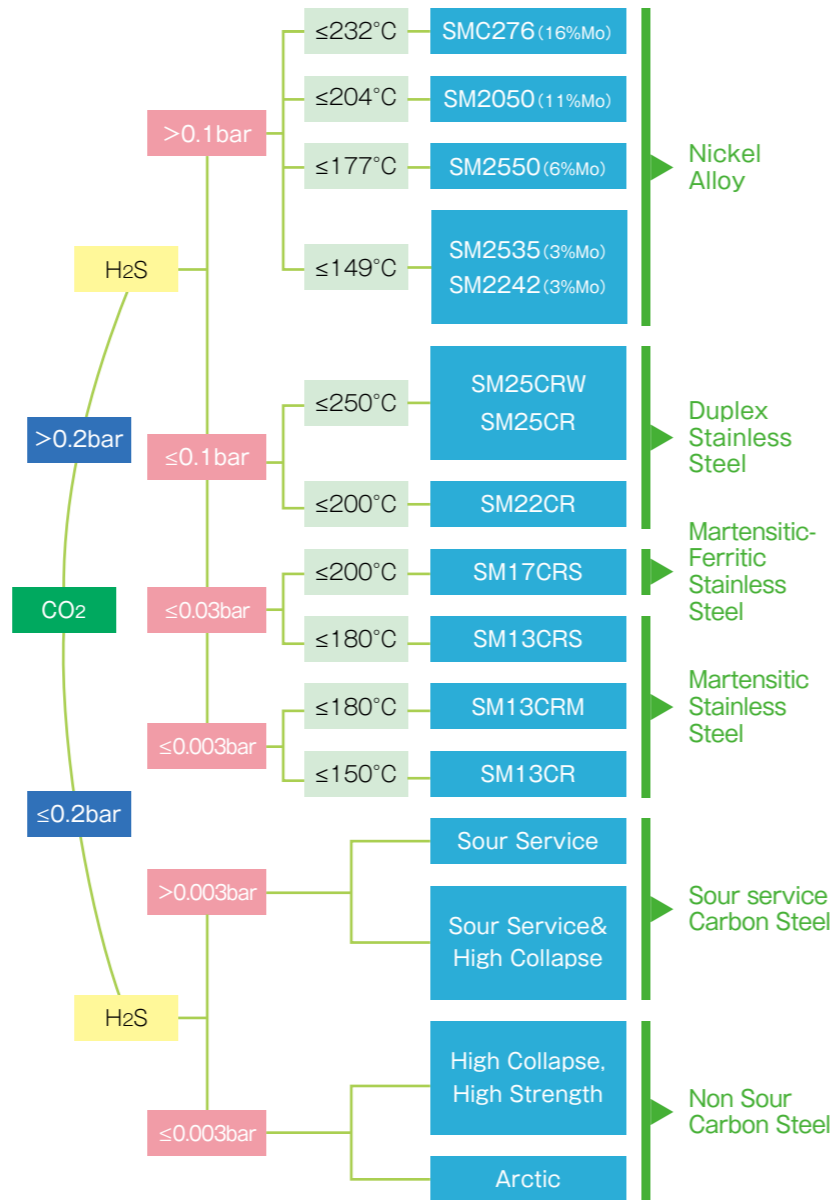 CO2
>0.2bar
H2S
>0.1bar
≤232°C
SMC276(16%Mo)
≤204°C
SM2050(11%Mo)
≤177°C
SM2550(6%Mo)
≤149°C
SM2535(3%Mo)
SM2242(3%Mo)
Nickel
Alloy
≤0.1bar
≤250°C
SM25CRW
SM25CR
≤200°C
SM22CR
Duplex
Stainless
Steel
≤0.03bar
≤200°C
SM17CRS
Martensitic-
Ferritic
Stainless
Steel
≤180°C
SM13CRS
≤0.003bar
≤180°C
SM13CRM
≤150°C
SM13CR
Martensitic
Stainless
Steel
≤0.2bar
H2S
>0.003bar
Sour Service
Sour Service&
High Collapse
Sour service
Carbon Steel
≤0.003bar
High Collapse,
High Strength
Arctic
Non Sour
Carbon Steel